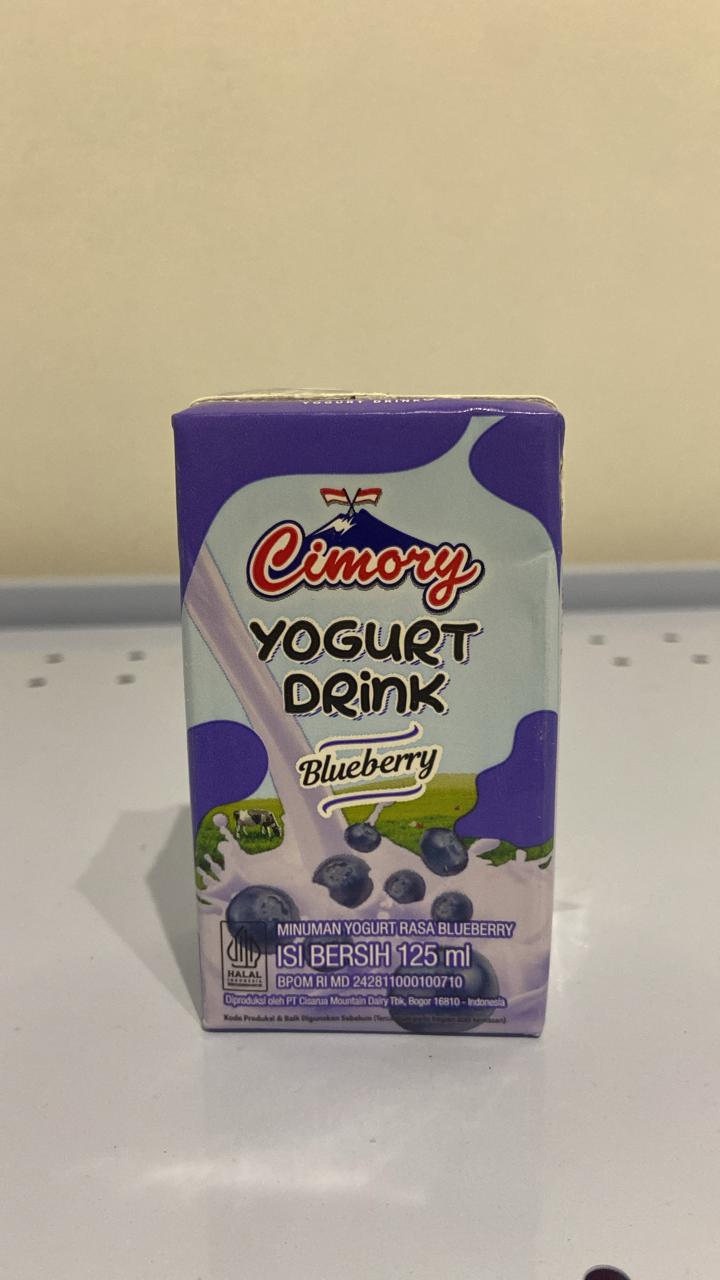 YOGURT DRINK
Cimory
YOGURT
DRink
Blueberry
MINUMAN YOGURT RASA BLUEBERRY
ISI BERSIH 125 ml
BPOM RI MD 242811000100710
HALAL
INDONESIA
Diproduksi oleh PT Cisarua Mountain Dairy Tbk, Bogor 16810 - Indonesia
Kode Produksi & Baik Digunakan Sebelum